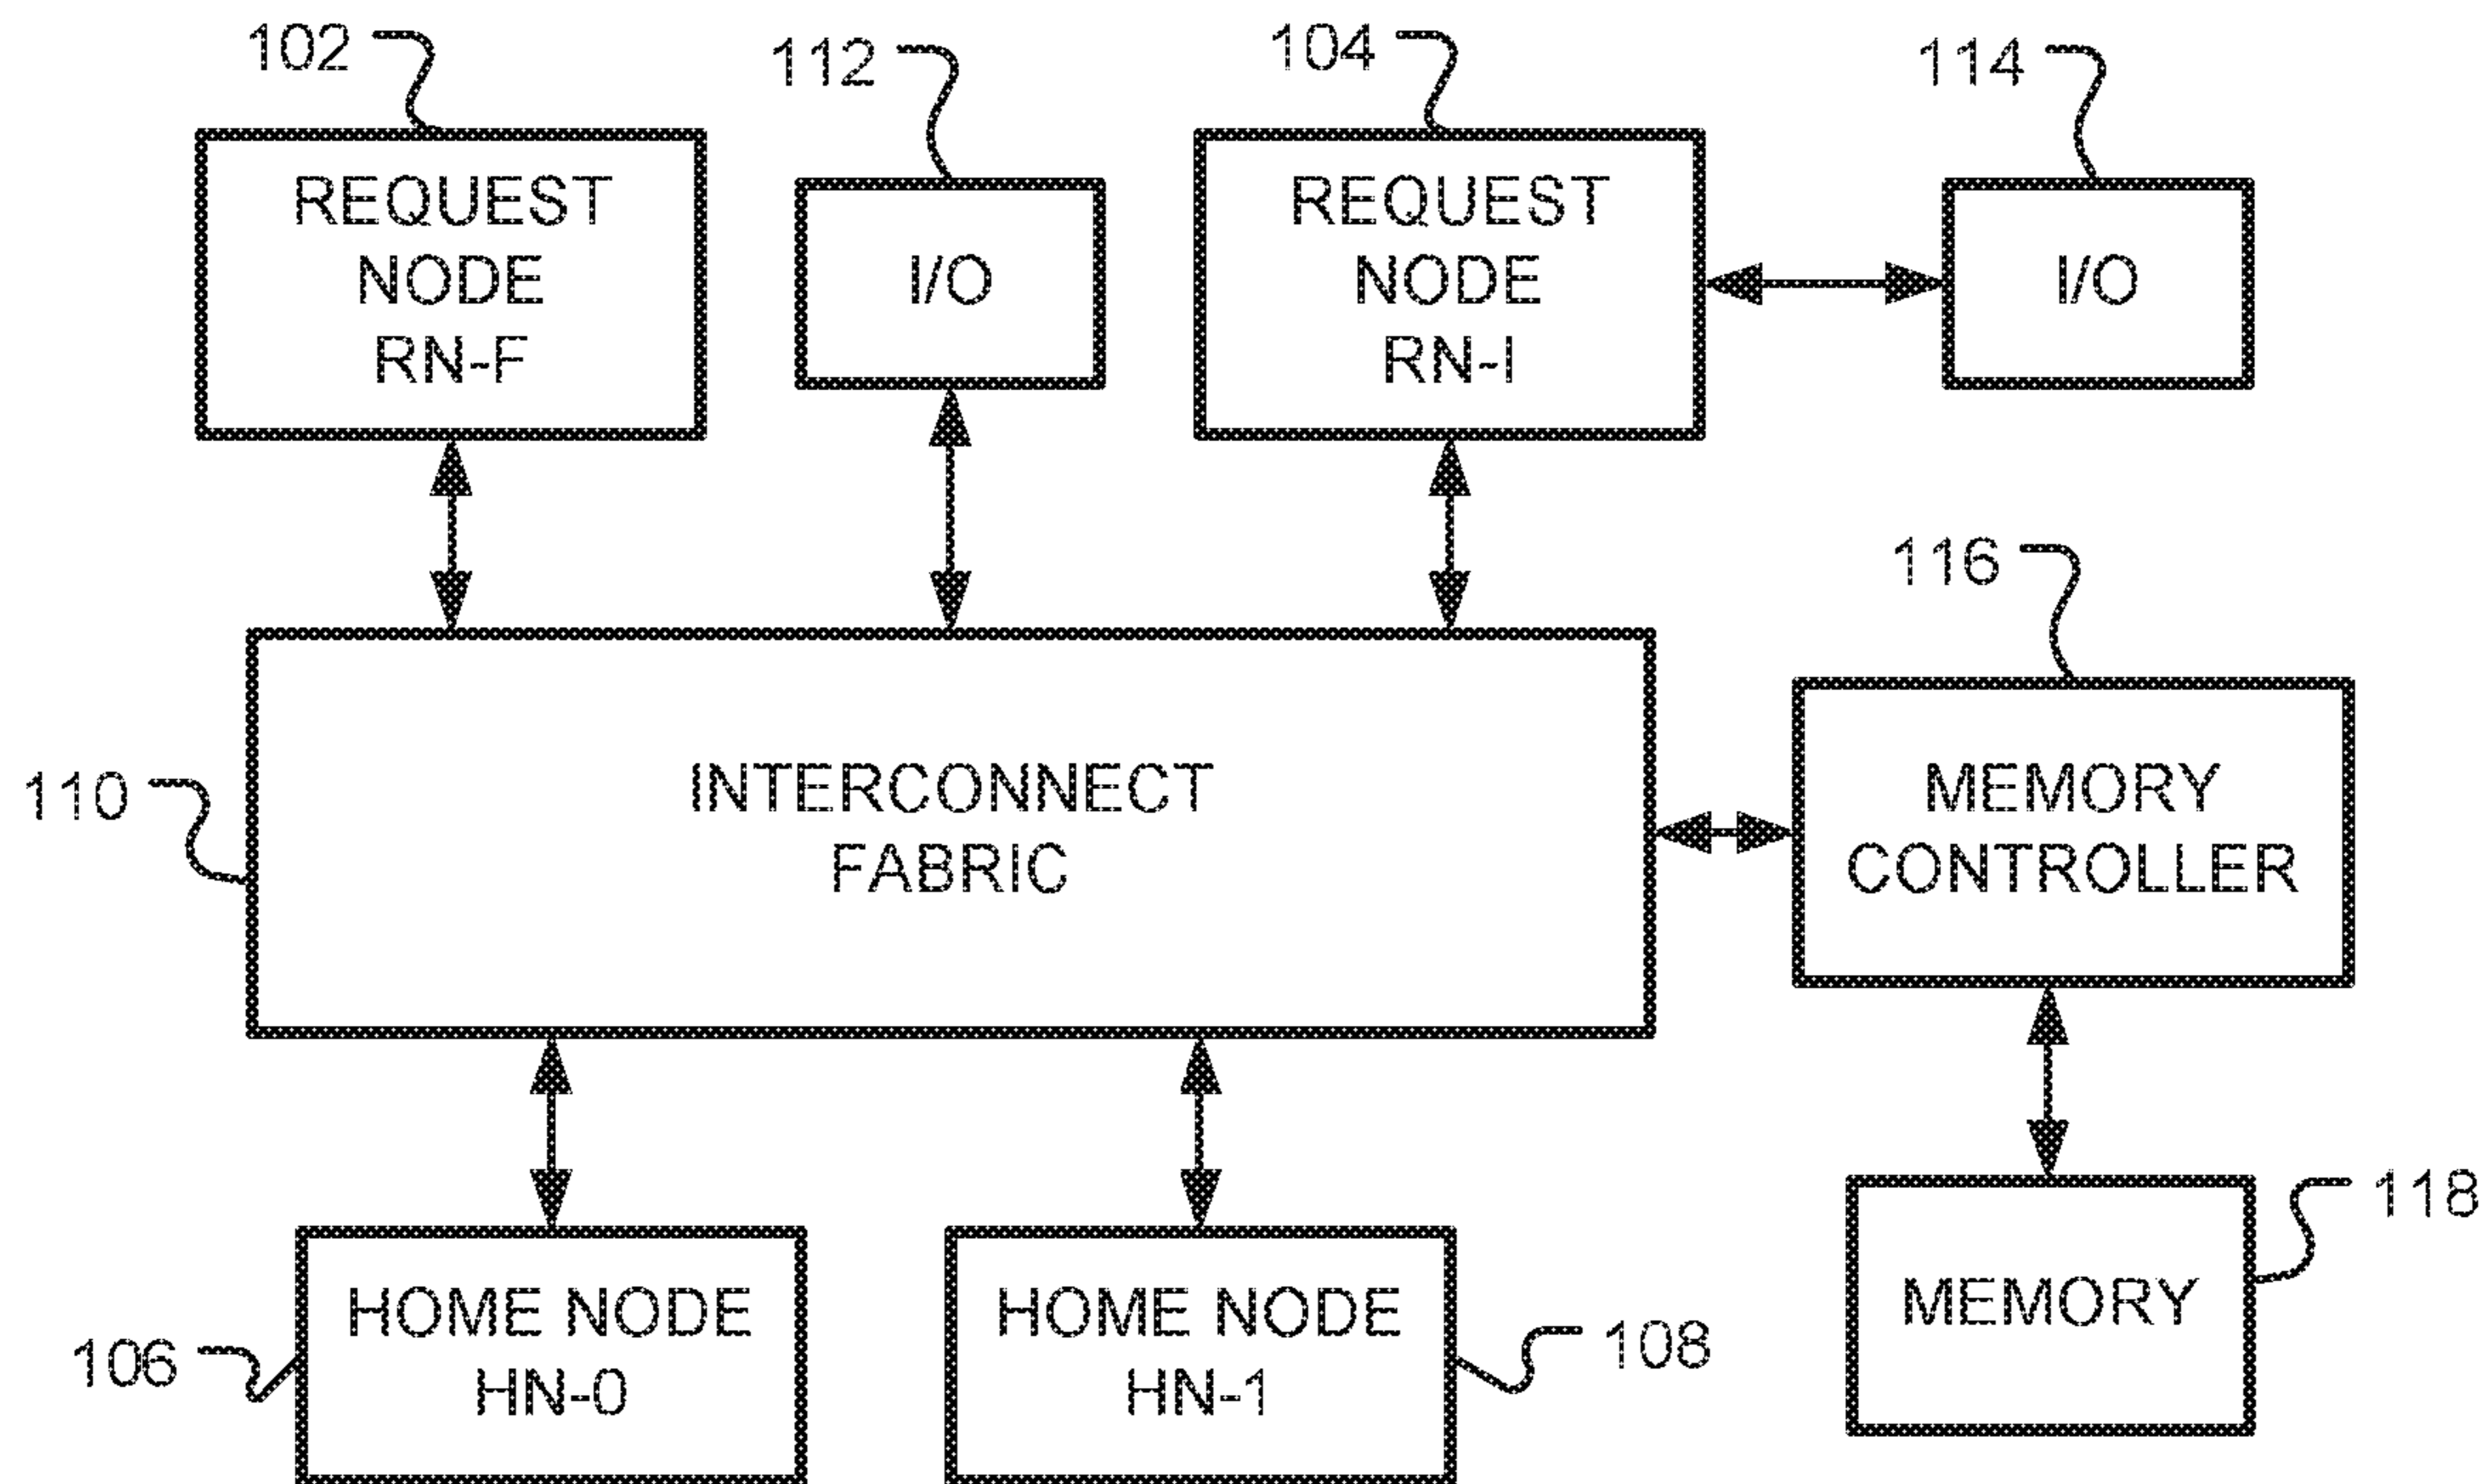 102
112
104
114
REQUEST
NODE
RN-F
I/O
REQUEST
NODE
RN-I
I/O
116
110
INTERCONNECT
FABRIC
MEMORY
CONTROLLER
118
106
HOME NODE
HN-0
HOME NODE
HN-1
108
MEMORY